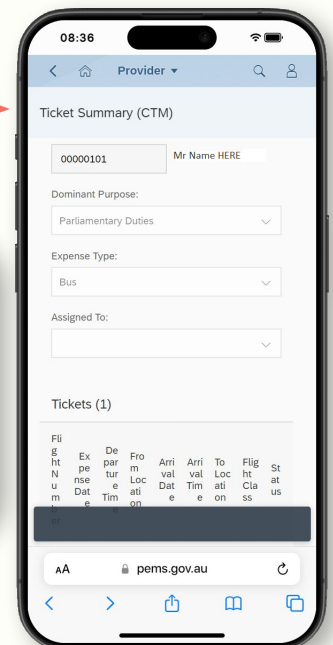 08:36
Provider
Ticket Summary (CTM)
00000101 Mr Name HERE
Dominant Purpose:
Parliamentary Duties
Expense Type:
Bus
Assigned To:
Tickets (1)
Flight Number Expense Date Departure Time From Location Arrival Date Arrival Time To Location Flight Class Status
AA pems.gov.au